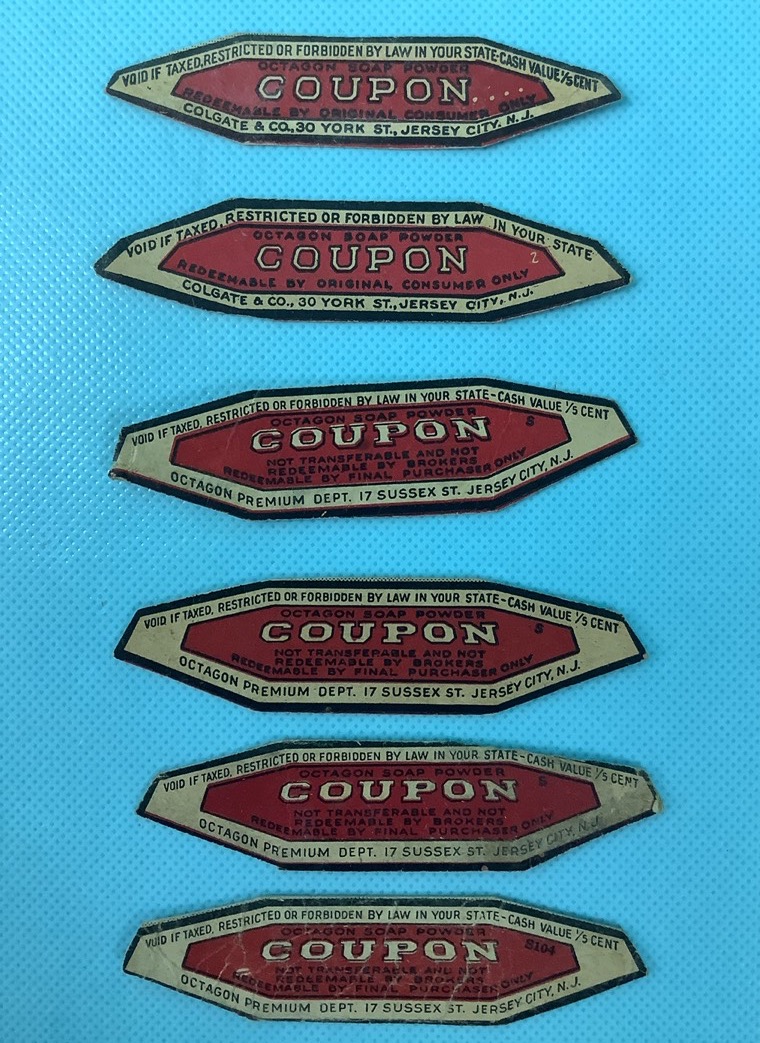 VOID IF TAXED, RESTRICTED OR FORBIDDEN BY LAW IN YOUR STATE-CASH VALUE 1/5 CENT
OCTAGON SOAP POWDER
COUPON.....
REDEEMABLE BY ORIGINAL CONSUMER ONLY
COLGATE & CO., 30 YORK ST., JERSEY CITY. N.J.
VOID IF TAXED, RESTRICTED OR FORBIDDEN BY LAW IN YOUR STATE
OCTAGON SOAP POWDER
COUPON 2
REDEEMABLE BY ORIGINAL CONSUMER ONLY
COLGATE & CO., 30 YORK ST., JERSEY CITY, N.J.
VOID IF TAXED, RESTRICTED OR FORBIDDEN BY LAW IN YOUR STATE-CASH VALUE 1/5 CENT
OCTAGON SOAP POWDER
COUPON S
NOT TRANSFERABLE AND NOT
REDEEMABLE BY BROKERS
REDEEMABLE BY FINAL PURCHASER ONLY
OCTAGON PREMIUM DEPT. 17 SUSSEX ST. JERSEY CITY, N.J.
VOID IF TAXED, RESTRICTED OR FORBIDDEN BY LAW IN YOUR STATE-CASH VALUE 1/5 CENT
OCTAGON SOAP POWDER
COUPON S
NOT TRANSFERABLE AND NOT
REDEEMABLE BY BROKERS
REDEEMABLE BY FINAL PURCHASER ONLY
OCTAGON PREMIUM DEPT. 17 SUSSEX ST. JERSEY CITY, N.J.
VOID IF TAXED, RESTRICTED OR FORBIDDEN BY LAW IN YOUR STATE-CASH VALUE 1/5 CENT
OCTAGON SOAP POWDER
COUPON S
NOT TRANSFERABLE AND NOT
REDEEMABLE BY BROKERS
REDEEMABLE BY FINAL PURCHASER ONLY
OCTAGON PREMIUM DEPT. 17 SUSSEX ST. JERSEY CITY, N.J.
VOID IF TAXED, RESTRICTED OR FORBIDDEN BY LAW IN YOUR STATE-CASH VALUE 1/5 CENT
OCTAGON SOAP POWDER
COUPON S104
NOT TRANSFERABLE AND NOT
REDEEMABLE BY BROKERS
REDEEMABLE BY FINAL PURCHASER ONLY
OCTAGON PREMIUM DEPT. 17 SUSSEX ST. JERSEY CITY, N.J.